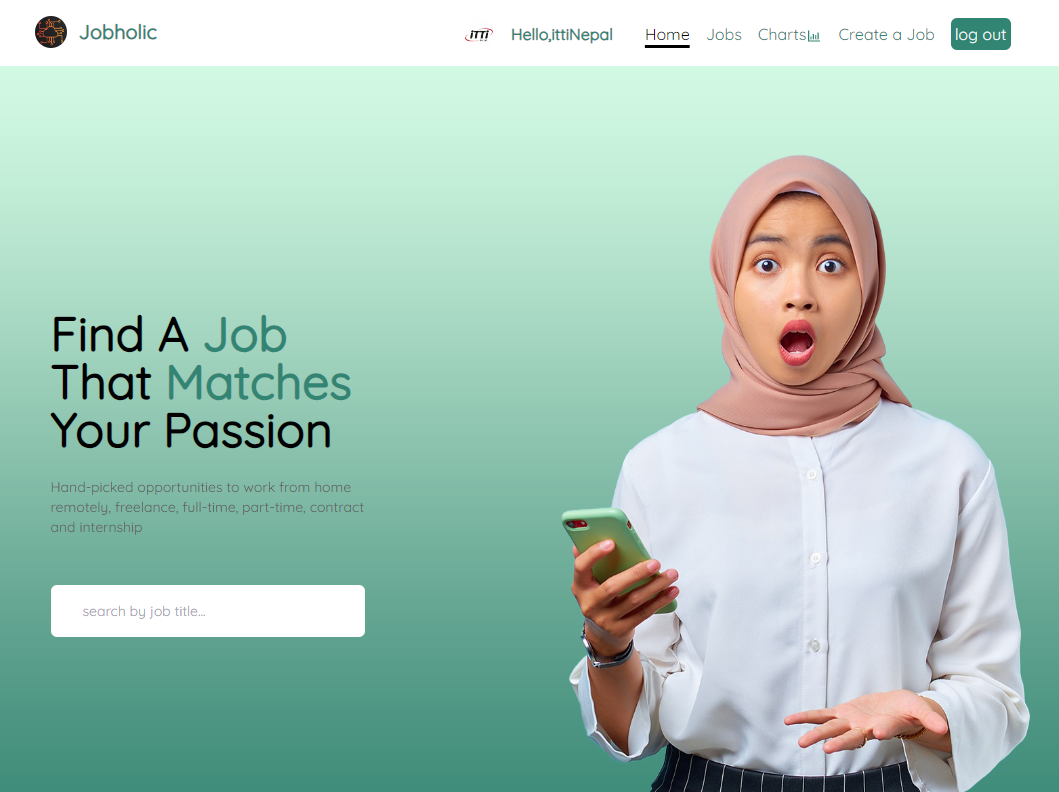 Jobholic
iTTi Hello,ittiNepal Home Jobs Charts Create a Job log out
Find A Job
That Matches
Your Passion
Hand-picked opportunities to work from home
remotely, freelance, full-time, part-time, contract
and internship
search by job title...